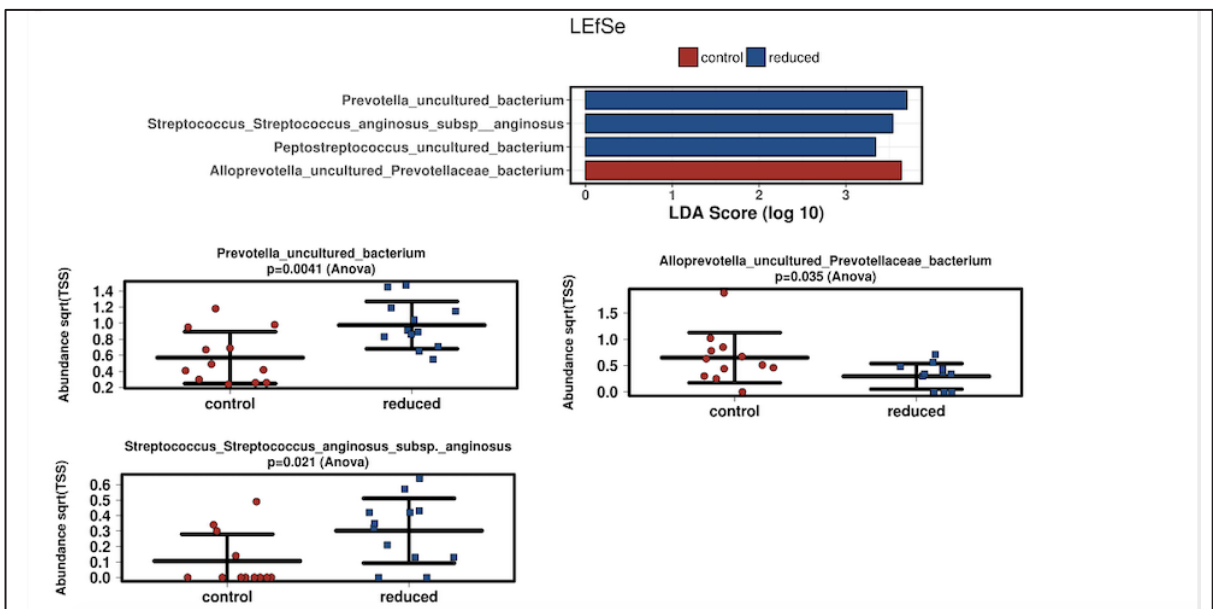 LEfSe
control reduced
Prevotella_uncultured_bacterium
Streptococcus_Streptococcus_anginosus_subsp__anginosus
Peptostreptococcus_uncultured_bacterium
Alloprevotella_uncultured_Prevotellaceae_bacterium
0 1 2 3
LDA Score (log 10)
Prevotella_uncultured_bacterium
p=0.0041 (Anova)
Abundance sqrt(TSS)
1.4
1.2
1.0
0.8
0.6
0.4
0.2
control reduced
Alloprevotella_uncultured_Prevotellaceae_bacterium
p=0.035 (Anova)
Abundance sqrt(TSS)
1.5
1.0
0.5
0.0
control reduced
Streptococcus_Streptococcus_anginosus_subsp._anginosus
p=0.021 (Anova)
Abundance sqrt(TSS)
0.6
0.5
0.4
0.3
0.2
0.1
0.0
control reduced